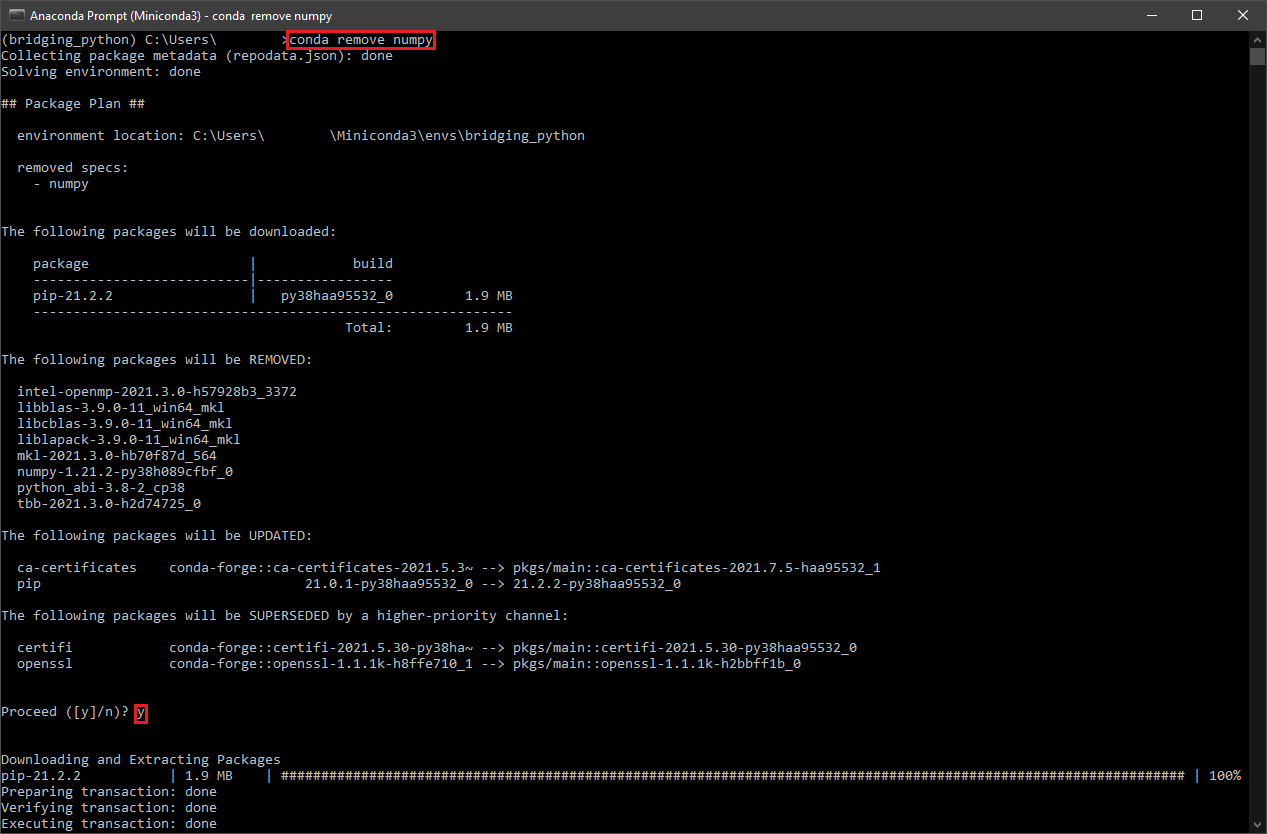 Anaconda Prompt (Miniconda3) - conda  remove numpy
(bridging_python) C:\Users\         >conda remove numpy
Collecting package metadata (repodata.json): done
Solving environment: done
## Package Plan ##
  environment location: C:\Users\        \Miniconda3\envs\bridging_python
  removed specs:
    - numpy
The following packages will be downloaded:
    package                    |            build
    ---------------------------|-----------------
    pip-21.2.2                 |   py38haa95532_0         1.9 MB
    ------------------------------------------------------------
                                           Total:         1.9 MB
The following packages will be REMOVED:
  intel-openmp-2021.3.0-h57928b3_3372
  libblas-3.9.0-11_win64_mkl
  libcblas-3.9.0-11_win64_mkl
  liblapack-3.9.0-11_win64_mkl
  mkl-2021.3.0-hb70f87d_564
  numpy-1.21.2-py38h089cfbf_0
  python_abi-3.8-2_cp38
  tbb-2021.3.0-h2d74725_0
The following packages will be UPDATED:
  ca-certificates    conda-forge::ca-certificates-2021.5.3~ --> pkgs/main::ca-certificates-2021.7.5-haa95532_1
  pip                                 21.0.1-py38haa95532_0 --> 21.2.2-py38haa95532_0
The following packages will be SUPERSEDED by a higher-priority channel:
  certifi            conda-forge::certifi-2021.5.30-py38ha~ --> pkgs/main::certifi-2021.5.30-py38haa95532_0
  openssl            conda-forge::openssl-1.1.1k-h8ffe710_1 --> pkgs/main::openssl-1.1.1k-h2bbff1b_0
Proceed ([y]/n)? y
Downloading and Extracting Packages
pip-21.2.2           | 1.9 MB    | ################################################################################################################# | 100%
Preparing transaction: done
Verifying transaction: done
Executing transaction: done